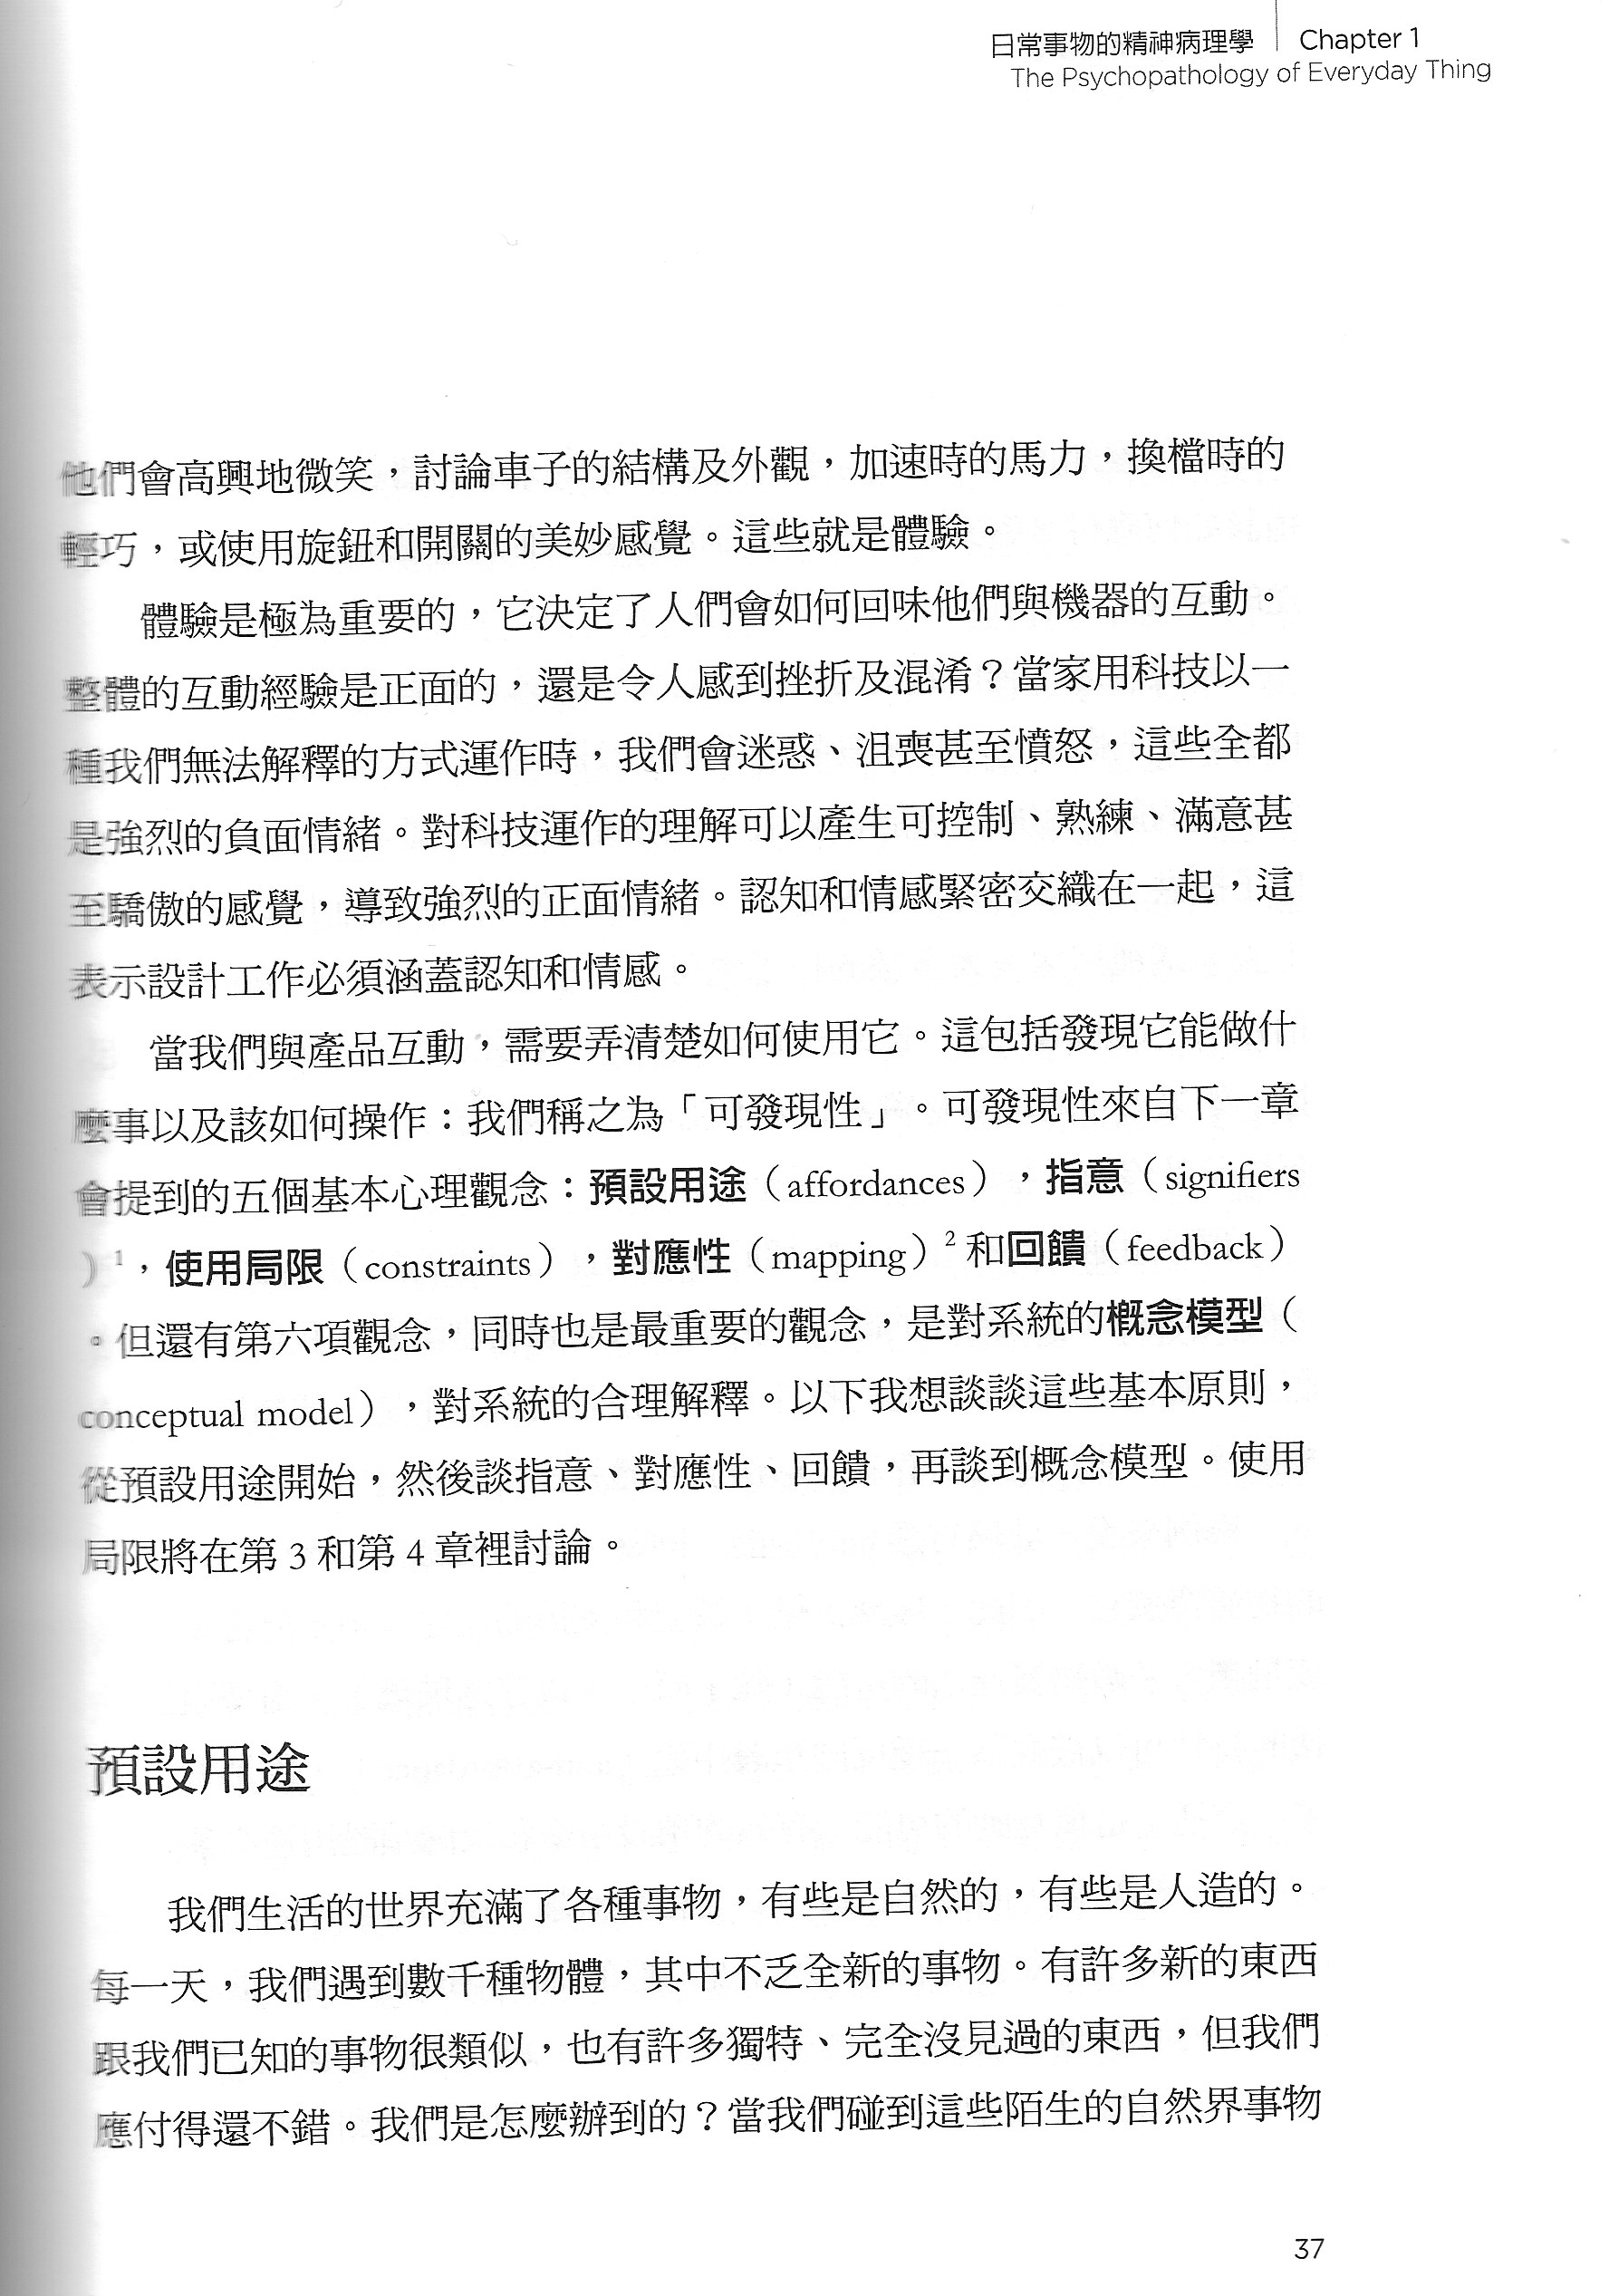 日常事物的精神病理學 Chapter 1
The Psychopathology of Everyday Thing
他們會高興地微笑，討論車子的結構及外觀，加速時的馬力，換檔時的
輕巧，或使用旋鈕和開關的美妙感覺。這些就是體驗。
體驗是極為重要的，它決定了人們會如何回味他們與機器的互動。
整體的互動經驗是正面的，還是令人感到挫折及混淆？當家用科技以一
種我們無法解釋的方式運作時，我們會迷惑、沮喪甚至憤怒，這些全都
是強烈的負面情緒。對科技運作的理解可以產生可控制、熟練、滿意甚
至驕傲的感覺，導致強烈的正面情緒。認知和情感緊密交織在一起，這
表示設計工作必須涵蓋認知和情感。
當我們與產品互動，需要弄清楚如何使用它。這包括發現它能做什
麼事以及該如何操作：我們稱之為「可發現性」。可發現性來自下一章
會提到的五個基本心理觀念：預設用途（affordances），指意（signifiers
）1，使用局限（constraints），對應性（mapping）2 和回饋（feedback）
。但還有第六項觀念，同時也是最重要的觀念，是對系統的概念模型（
conceptual model），對系統的合理解釋。以下我想談談這些基本原則，
從預設用途開始，然後談指意、對應性、回饋，再談到概念模型。使用
局限將在第 3 和第 4 章裡討論。
預設用途
我們生活的世界充滿了各種事物，有些是自然的，有些是人造的。
每一天，我們遇到數千種物體，其中不乏全新的事物。有許多新的東西
跟我們已知的事物很類似，也有許多獨特、完全沒見過的東西，但我們
應付得還不錯。我們是怎麼辦到的？當我們碰到這些陌生的自然界事物
37